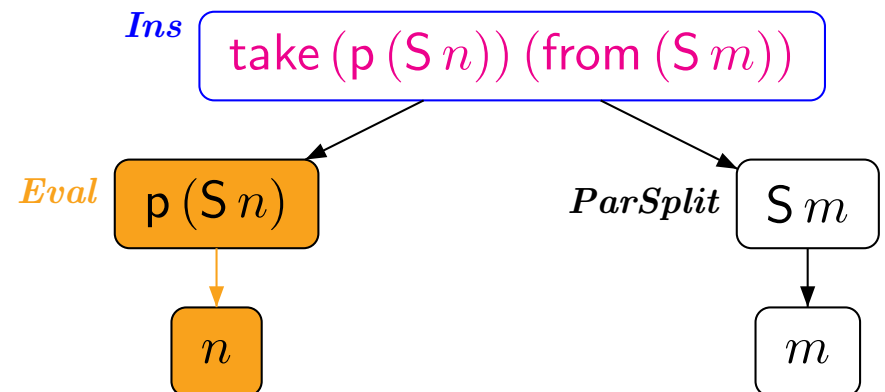 Ins
take (p (S n)) (from (S m))
Eval
p (S n)
ParSplit
S m
n
m